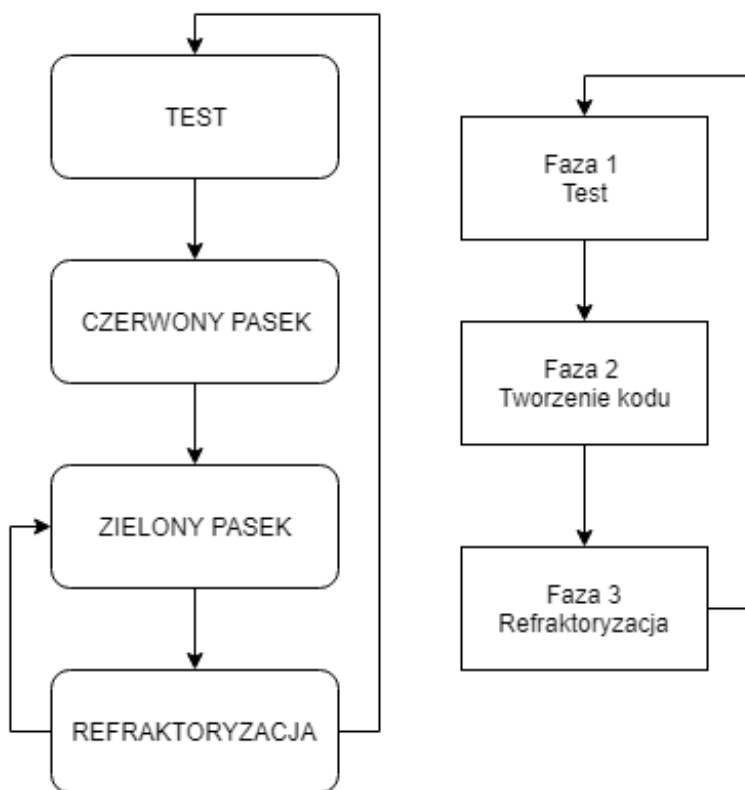 TEST
CZERWONY PASEK
ZIELONY PASEK
REFRAKTORYZACJA
Faza 1
Test
Faza 2
Tworzenie kodu
Faza 3
Refraktoryzacja